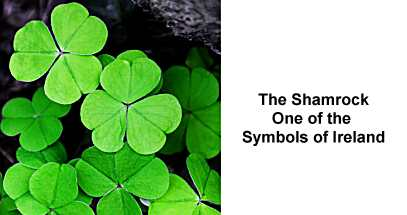 The Shamrock
One of the
Symbols of Ireland